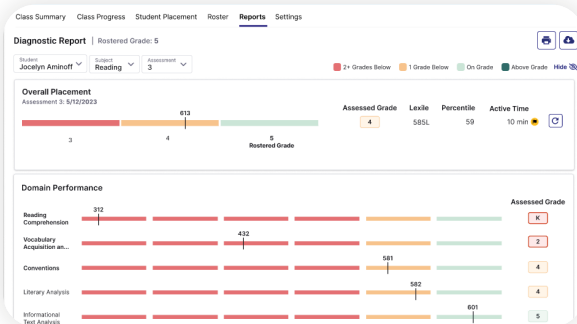 Class Summary Class Progress Student Placement Roster Reports Settings
Diagnostic Report | Rostered Grade: 5
Student Subject Assessment
Jocelyn Aminoff Reading 3
2+ Grades Below 1 Grade Below On Grade Above Grade Hide
Overall Placement
Assessment 3: 5/12/2023
613
Assessed Grade Lexile Percentile Active Time
4 585L 59 10 min
3 4 5
Rostered Grade
Domain Performance
Assessed Grade
312
Reading
Comprehension
K
432
Vocabulary
Acquisition an...
2
581
Conventions
4
582
Literary Analysis
4
601
Informational
Text Analysis
5